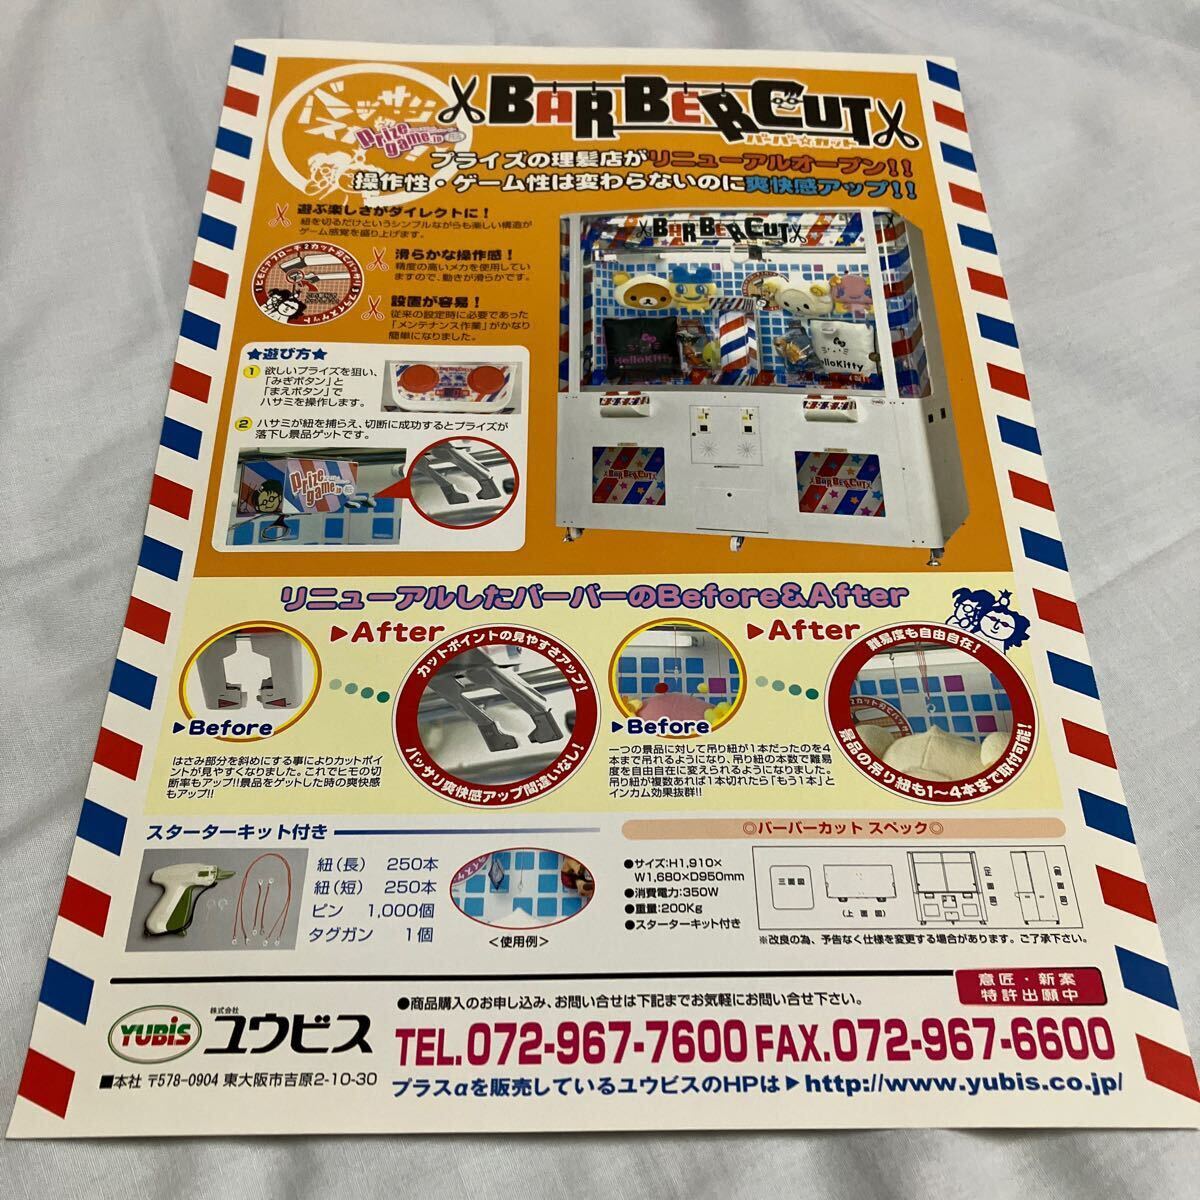 バッサリ
prize
game.jp
BARBERCUT
バーバー☆カット
プライズの理髪店がリニューアルオープン!!
操作性・ゲーム性は変わらないのに爽快感アップ!!
遊ぶ楽しさがダイレクトに!
紐を切るだけというシンプルながらも楽しい構造が
ゲーム感覚を盛り上げます。
滑らかな操作感!
精度の高いメカを使用してい
ますので、動きが滑らかです。
設置が容易!
従来の設定時に必要であった
「メンテナンス作業」がかなり
簡単になりました。
★遊び方★
1 欲しいプライズを狙い、
「みぎボタン」と
「まえボタン」で
ハサミを操作します。
2 ハサミが紐を捕らえ、切断に成功するとプライズが
落下し景品ゲットです。
prize
game.jp
BARBERCUT
HelloKitty
HelloKitty
BARBERCUT
BARBERCUT
リニューアルしたバーバーのBefore&After
▶Before
▶After
カットポイントの見やすさアップ!
バッサリ爽快感アップ間違いなし!
はさみ部分を斜めにする事によりカットポイ
ントが見やすくなりました。これでヒモの切
断率もアップ!!景品をゲットした時の爽快感
もアップ!!
▶Before
▶After
難易度も自由自在!
景品の吊り紐も1〜4本まで取付可能!
一つの景品に対して吊り紐が1本だったのを4
本まで吊れるようになり、吊り紐の本数で難易
度を自由自在に変えられるようになりました。
吊り紐が複数あれば1本切れたら「もう1本」と
インカム効果抜群!!
スターターキット付き
紐(長) 250本
紐(短) 250本
ピン 1,000個
タグガン 1個
<使用例>
◎バーバーカット スペック◎
●サイズ:H1,910×
W1,680×D950mm
●消費電力:350W
●重量:200Kg
●スターターキット付き
三面図
(上面図)
(正面図)
(側面図)
※改良の為、予告なく仕様を変更する場合があります。ご了承下さい。
意匠・新案
特許出願中
YUBIS
株式会社
ユウビス
■本社 〒578-0904 東大阪市吉原2-10-30
●商品購入のお申し込み、お問い合せは下記までお気軽にお問合せ下さい。
TEL.072-967-7600 FAX.072-967-6600
プラスαを販売しているユウビスのHPは▶http://www.yubis.co.jp/